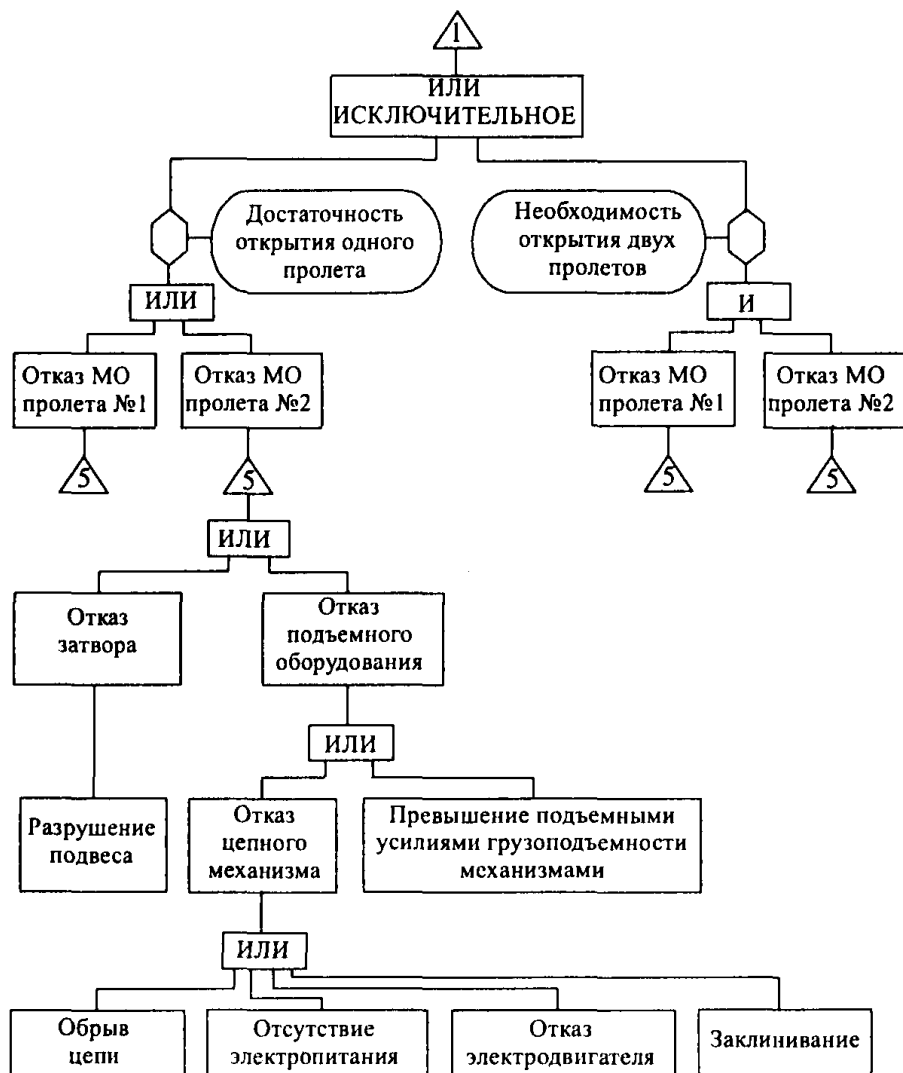 1
ИЛИ
ИСКЛЮЧИТЕЛЬНОЕ
Достаточность
открытия одного
пролета
Необходимость
открытия двух
пролетов
ИЛИ
И
Отказ МО
пролета №1
Отказ МО
пролета №2
Отказ МО
пролета №1
Отказ МО
пролета №2
5
5
5
5
ИЛИ
Отказ
затвора
Отказ
подъемного
оборудования
ИЛИ
Разрушение
подвеса
Отказ
цепного
механизма
Превышение подъемными
усилиями грузоподъемности
механизмами
ИЛИ
Обрыв
цепи
Отсутствие
электропитания
Отказ
электродвигателя
Заклинивание